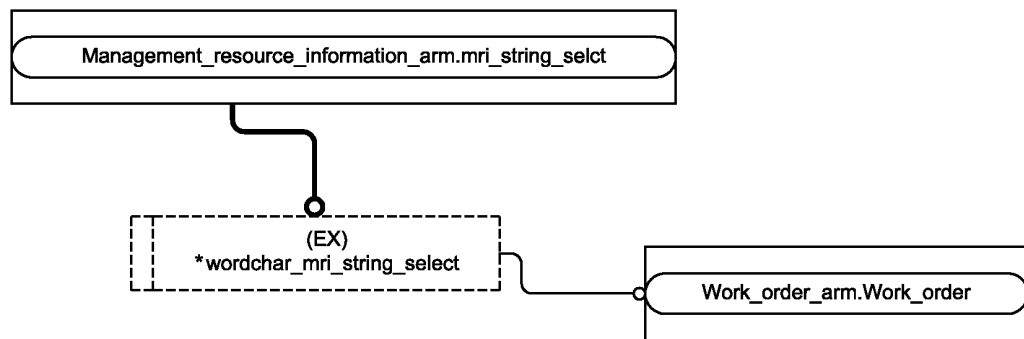 Management_resource_information_arm.mri_string_selct
(EX)
*wordchar_mri_string_select
Work_order_arm.Work_order